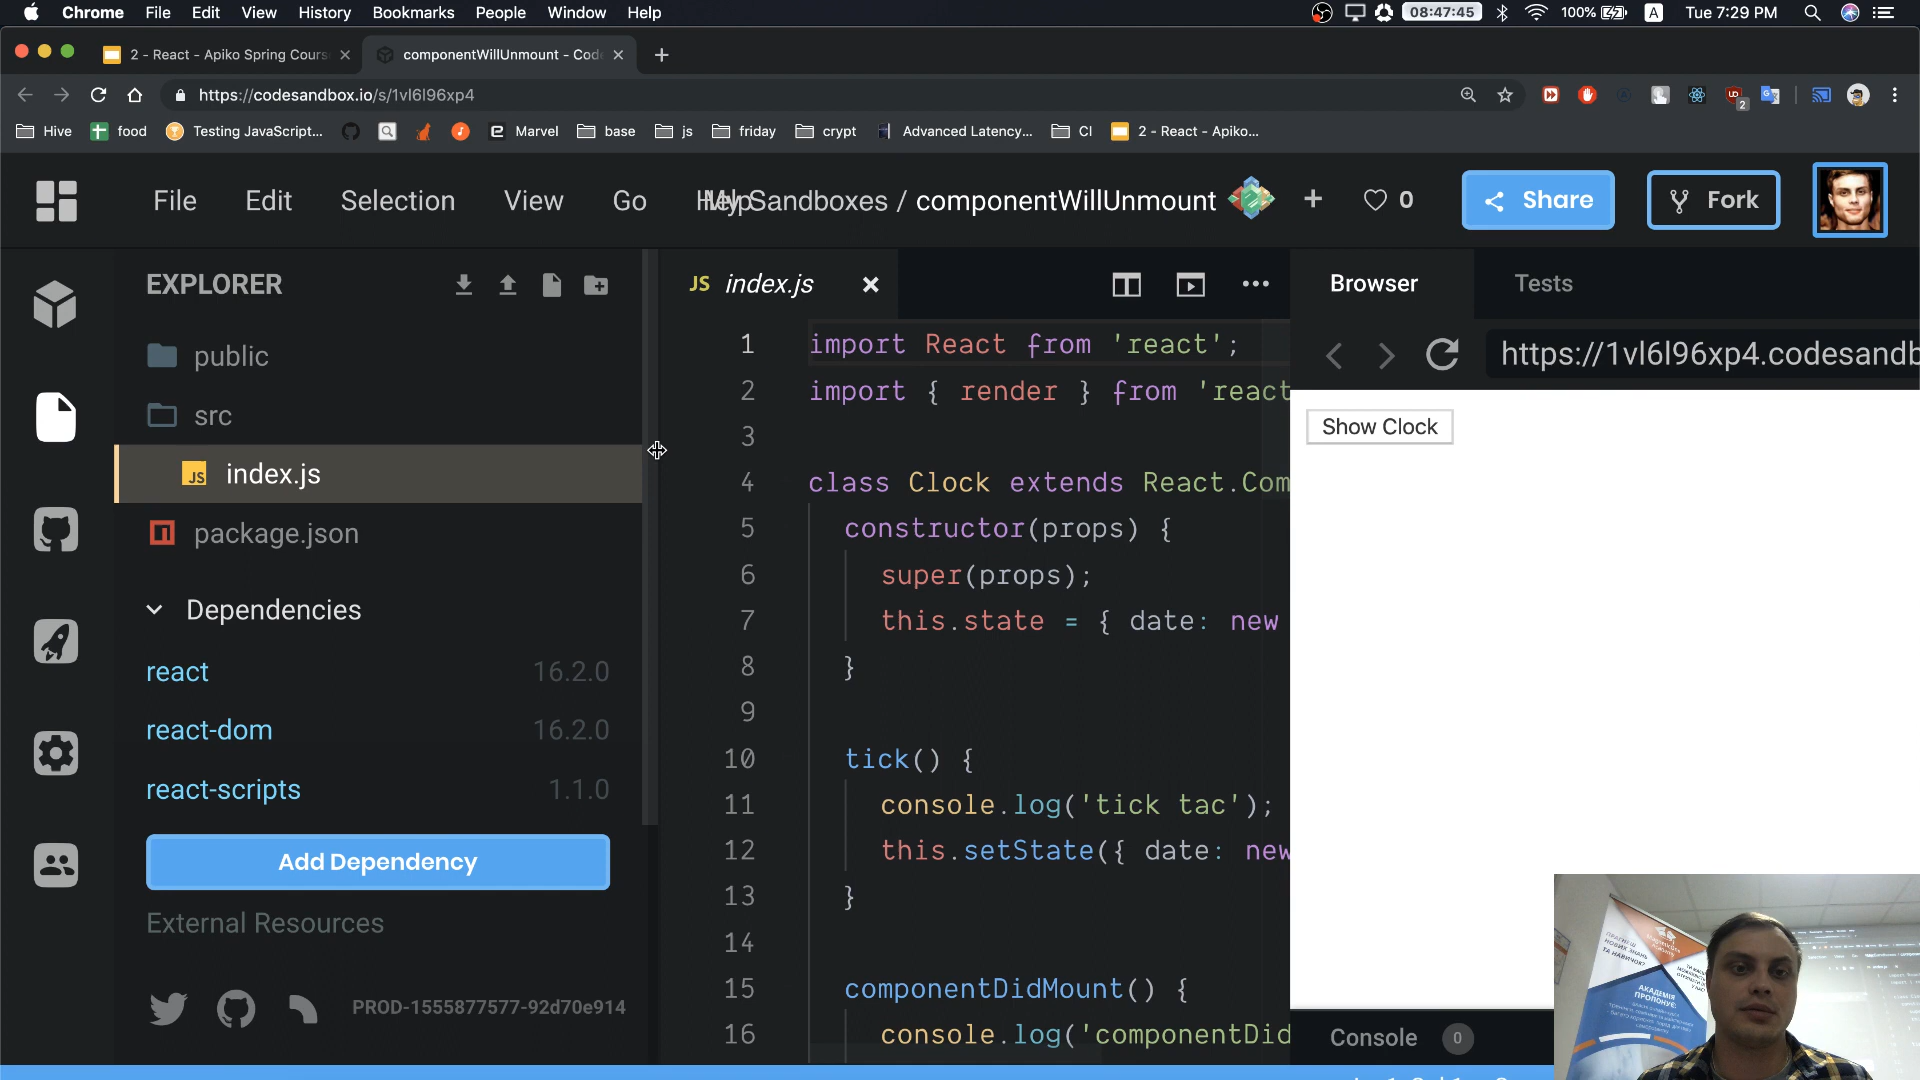 Chrome File Edit View History Bookmarks People Window Help
08:47:45 100% A Tue 7:29 PM
2 - React - Apiko Spring Cours
componentWillUnmount - Cod
https://codesandbox.io/s/1vl6l96xp4
2
Hive food Testing JavaScript... Marvel base js friday crypt Advanced Latency,... CI 2 - React - Apiko...
File Edit Selection View Go Help
My Sandboxes / componentWillUnmount
0
Share
Fork
EXPLORER
public
src
JS index.js
package.json
Dependencies
react 16.2.0
react-dom 16.2.0
react-scripts 1.1.0
Add Dependency
External Resources
PROD-1555877577-92d70e914
JS index.js
1 import React from 'react';
2 import { render } from 'react
3
4 class Clock extends React.Com
5 constructor(props) {
6 super(props);
7 this.state = { date: new
8 }
9
10 tick() {
11 console.log('tick tac');
12 this.setState({ date: new
13 }
14
15 componentDidMount() {
16 console.log('componentDid
Browser Tests
https://1vl6l96xp4.codesandb
Show Clock
Console 0
АКАДЕМІЯ
ПРОПОНУЄ: